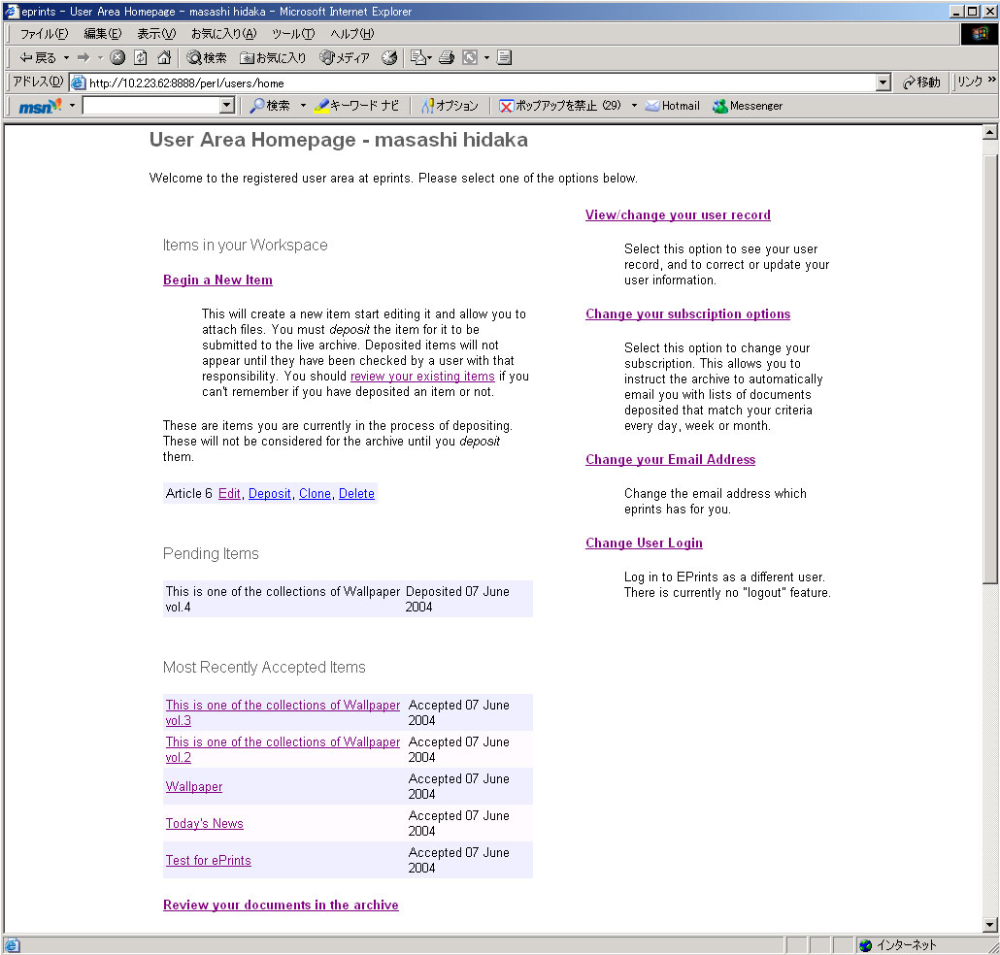 eprints - User Area Homepage - masashi hidaka - Microsoft Internet Explorer
ファイル(F) 編集(E) 表示(V) お気に入り(A) ツール(T) ヘルプ(H)
戻る 検索 お気に入り メディア
アドレス(D) http://10.2.23.62:8888/perl/users/home 移動 リンク »
msn 検索 キーワード ナビ オプション ポップアップを禁止 (29) Hotmail Messenger
User Area Homepage - masashi hidaka
Welcome to the registered user area at eprints. Please select one of the options below.
Items in your Workspace
Begin a New Item
This will create a new item start editing it and allow you to
attach files. You must deposit the item for it to be
submitted to the live archive. Deposited items will not
appear until they have been checked by a user with that
responsibility. You should review your existing items if you
can't remember if you have deposited an item or not.
These are items you are currently in the process of depositing.
These will not be considered for the archive until you deposit
them.
Article 6 Edit, Deposit, Clone, Delete
Pending Items
This is one of the collections of Wallpaper
vol.4
Deposited 07 June
2004
Most Recently Accepted Items
This is one of the collections of Wallpaper
vol.3
Accepted 07 June
2004
This is one of the collections of Wallpaper
vol.2
Accepted 07 June
2004
Wallpaper
Accepted 07 June
2004
Today's News
Accepted 07 June
2004
Test for ePrints
Accepted 07 June
2004
Review your documents in the archive
View/change your user record
Select this option to see your user
record, and to correct or update your
user information.
Change your subscription options
Select this option to change your
subscription. This allows you to
instruct the archive to automatically
email you with lists of documents
deposited that match your criteria
every day, week or month.
Change your Email Address
Change the email address which
eprints has for you.
Change User Login
Log in to EPrints as a different user.
There is currently no "logout" feature.
インターネット